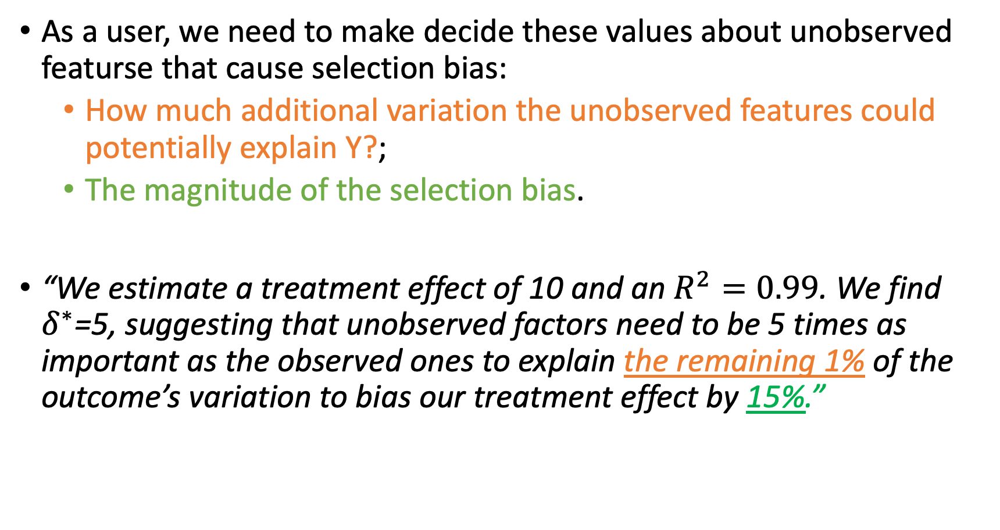 • As a user, we need to make decide these values about unobserved
featurse that cause selection bias:
• How much additional variation the unobserved features could
potentially explain Y?;
• The magnitude of the selection bias.
• “We estimate a treatment effect of 10 and an R² = 0.99. We find
δ*=5, suggesting that unobserved factors need to be 5 times as
important as the observed ones to explain the remaining 1% of the
outcome’s variation to bias our treatment effect by 15%.”